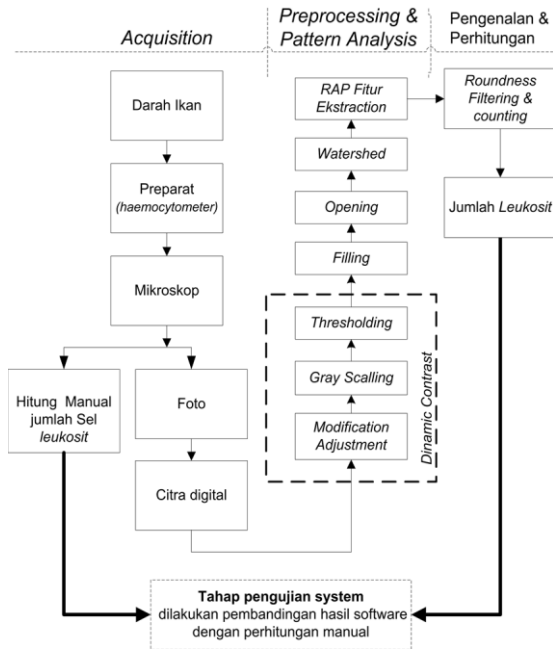 Acquisition
Preprocessing &
Pattern Analysis
Pengenalan &
Perhitungan
Darah Ikan
Preparat
(haemocytometer)
Mikroskop
Hitung Manual
jumlah Sel
leukosit
Foto
Citra digital
RAP Fitur
Ekstraction
Watershed
Opening
Filling
Thresholding
Gray Scalling
Modification
Adjustment
Dinamic Contrast
Roundness
Filtering &
counting
Jumlah Leukosit
Tahap pengujian system
dilakukan pembandingan hasil software
dengan perhitungan manual